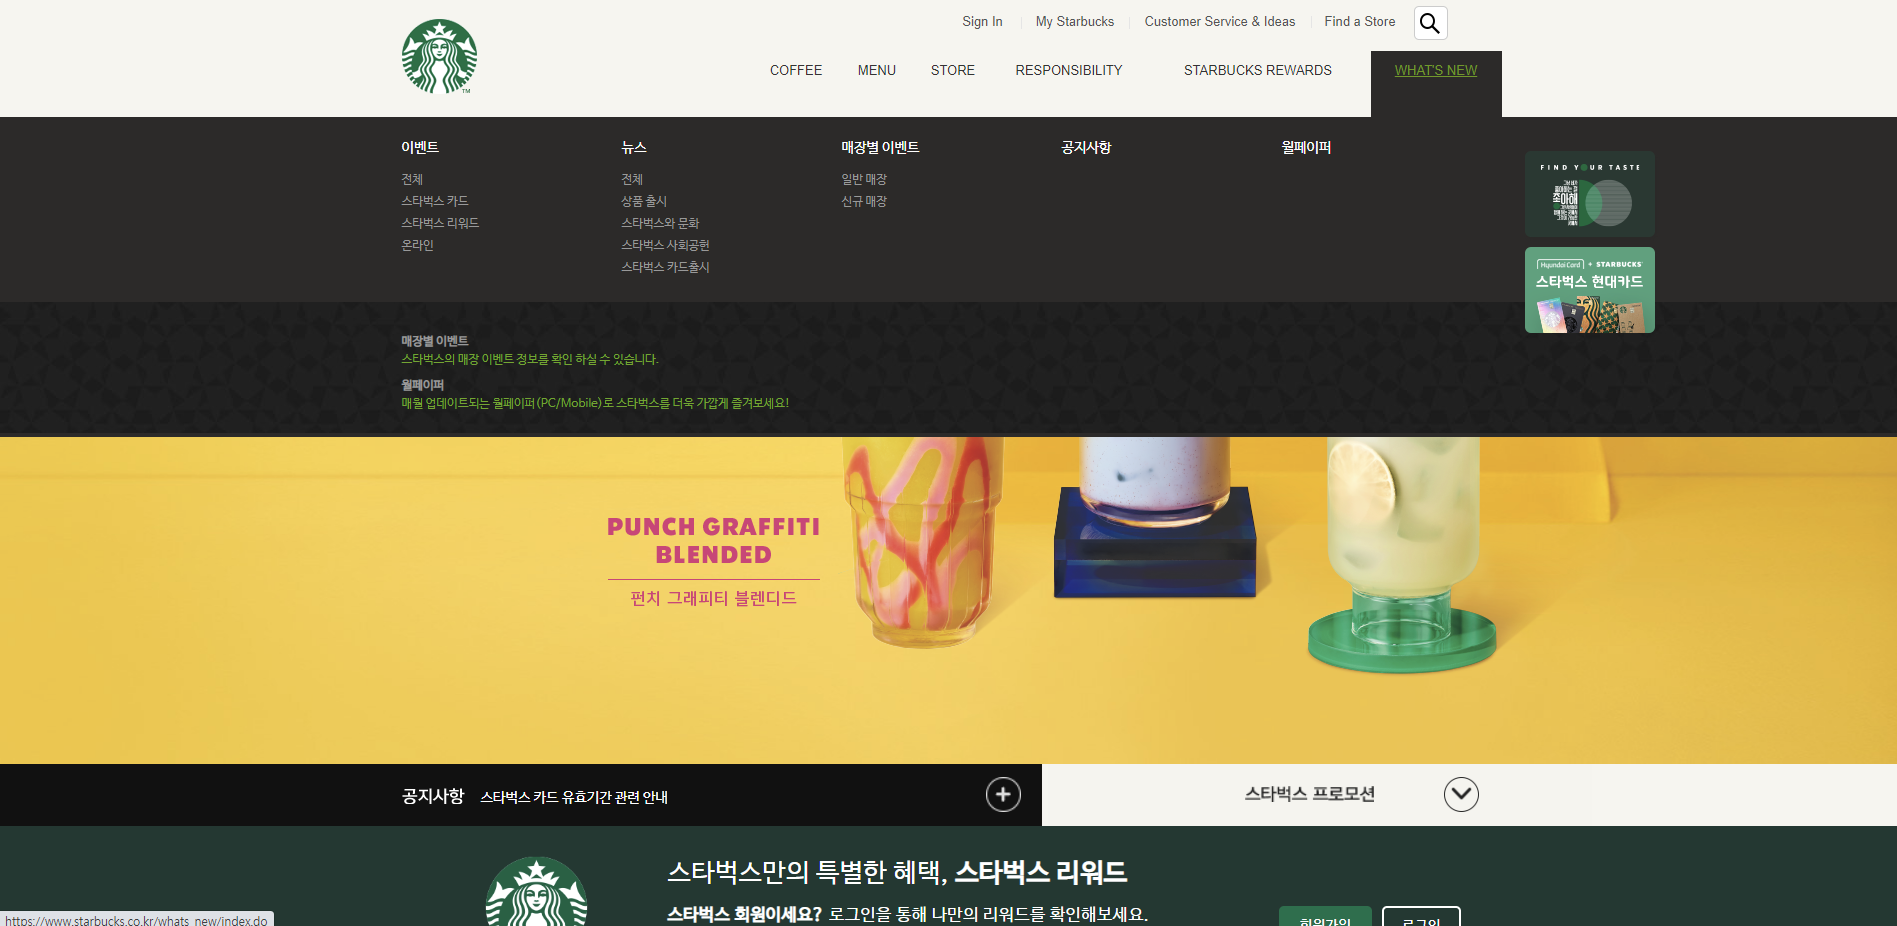 Sign In
My Starbucks
Customer Service & Ideas
Find a Store
TM
COFFEE
MENU
STORE
RESPONSIBILITY
STARBUCKS REWARDS
WHAT'S NEW
이벤트
전체
스타벅스 카드
스타벅스 리워드
온라인
뉴스
전체
상품 출시
스타벅스와 문화
스타벅스 사회공헌
스타벅스 카드출시
매장별 이벤트
일반 매장
신규 매장
공지사항
월페이퍼
FIND YOUR TASTE
좋아해
HyundaiCard + STARBUCKS
스타벅스 현대카드
매장별 이벤트
스타벅스의 매장 이벤트 정보를 확인 하실 수 있습니다.
월페이퍼
매월 업데이트되는 월페이퍼(PC/Mobile)로 스타벅스를 더욱 가깝게 즐겨보세요!
PUNCH GRAFFITI
BLENDED
펀치 그래피티 블렌디드
공지사항 스타벅스 카드 유효기간 관련 안내
스타벅스 프로모션
스타벅스만의 특별한 혜택, 스타벅스 리워드
스타벅스 회원이세요? 로그인을 통해 나만의 리워드를 확인해보세요.
회원가입
로그인
https://www.starbucks.co.kr/whats_new/index.do